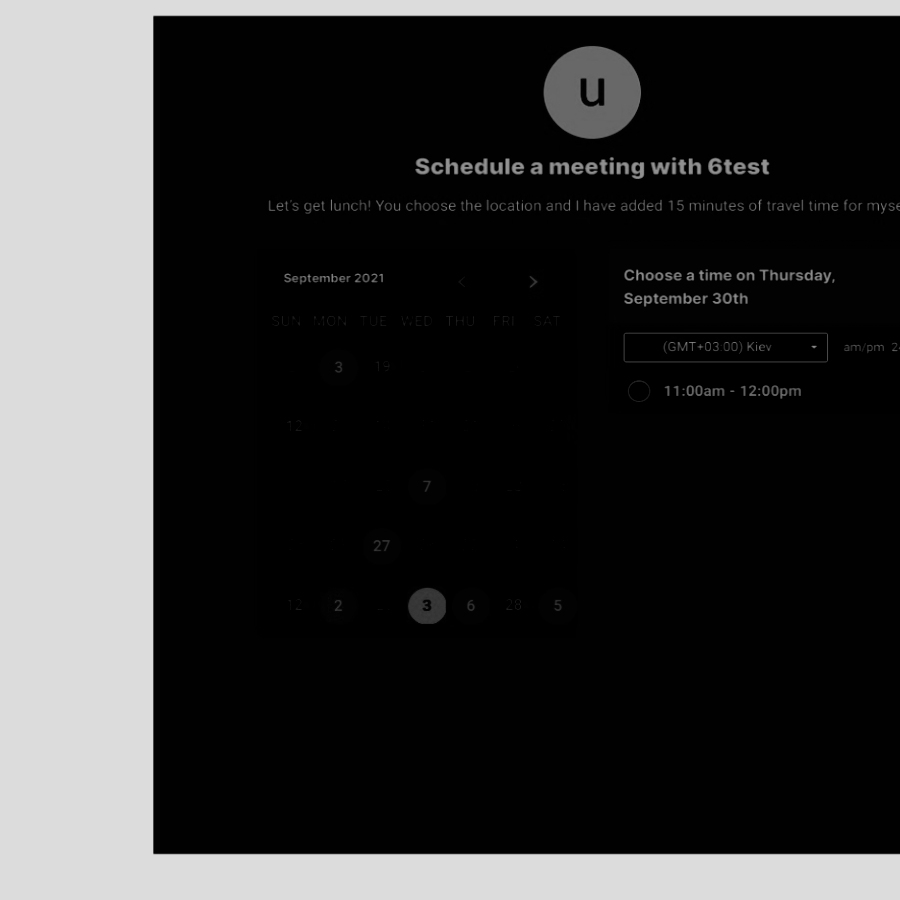 u
Schedule a meeting with 6test
Let's get lunch! You choose the location and I have added 15 minutes of travel time for
September 2021
SUN MON TUE WED THU FRI SAT
3 19
12
7
27
12 2 3 6 28 5
Choose a time on Thursday,
September 30th
(GMT+03:00) Kiev
am/pm
11:00am - 12:00pm